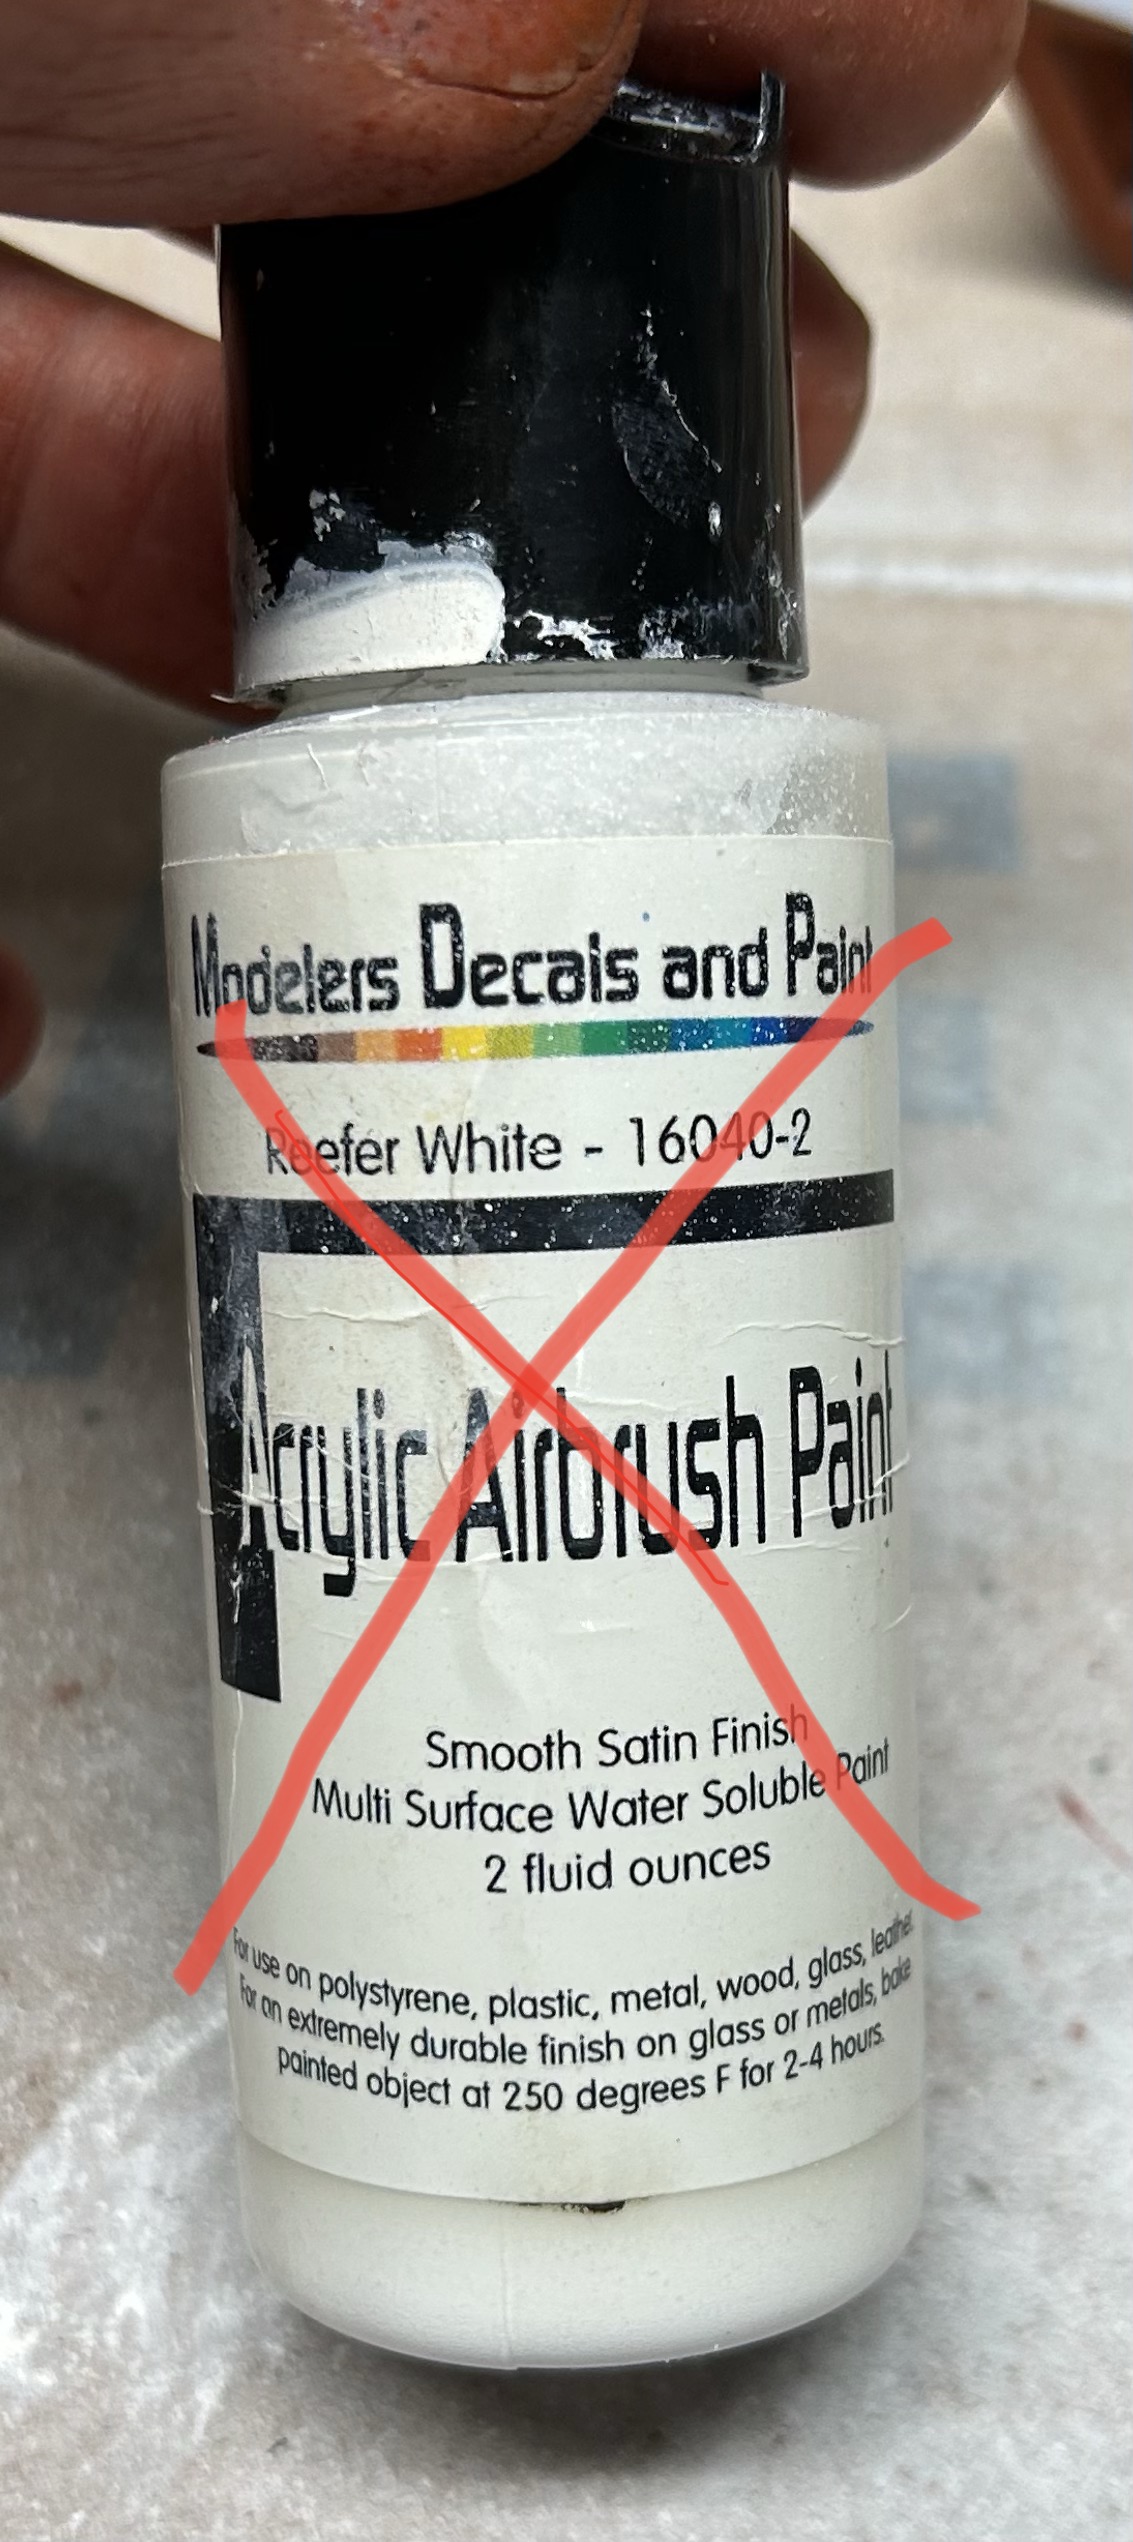 Modelers Decals and Paint
Reefer White - 16040-2
Acrylic Airbrush Paint
Smooth Satin Finish
Multi Surface Water Soluble Paint
2 fluid ounces
For use on polystyrene, plastic, metal, wood, glass, leather.
For an extremely durable finish on glass or metals, bake
painted object at 250 degrees F for 2-4 hours.